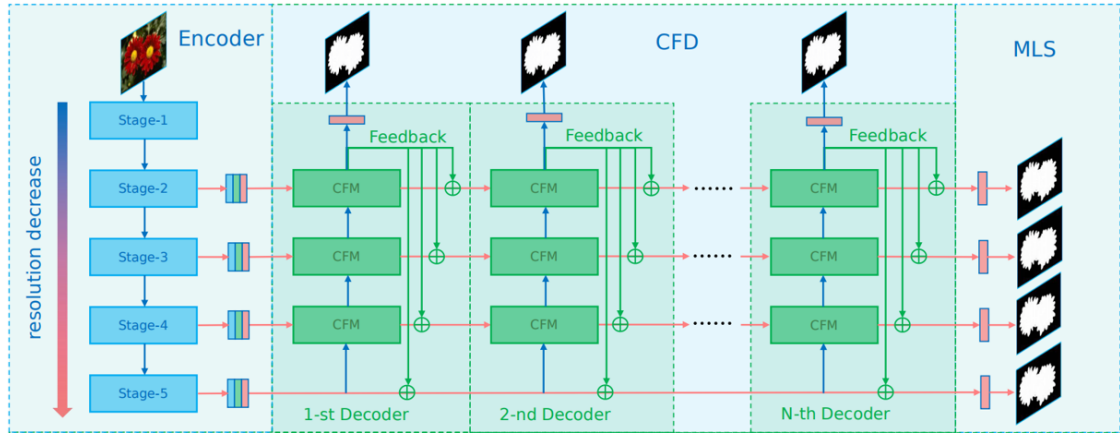 Encoder
CFD
MLS
resolution decrease
Stage-1
Stage-2
Stage-3
Stage-4
Stage-5
Feedback
CFM
CFM
CFM
1-st Decoder
Feedback
CFM
CFM
CFM
2-nd Decoder
......
......
......
Feedback
CFM
CFM
CFM
N-th Decoder